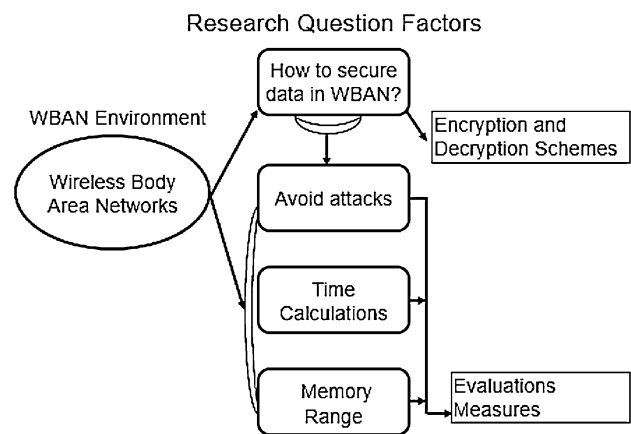 Research Question Factors
How to secure
data in WBAN?
WBAN Environment
Encryption and
Decryption Schemes
Wireless Body
Area Networks
Avoid attacks
Time
Calculations
Memory
Range
Evaluations
Measures